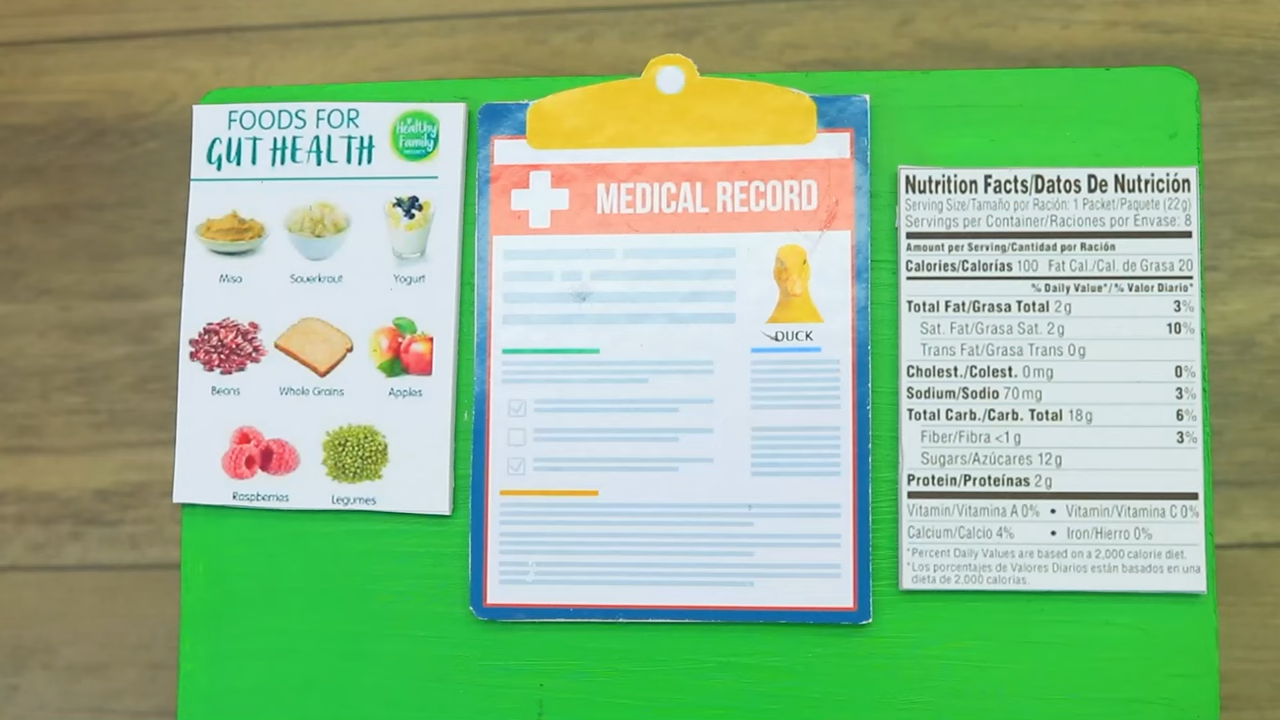 FOODS FOR
GUT HEALTH
Healthy
Family
Miso
Sauerkraut
Yogurt
Beans
Whole Grains
Apples
Raspberries
Legumes
MEDICAL RECORD
DUCK
Nutrition Facts/Datos De Nutrición
Serving Size/Tamaño por Ración: 1 Packet/Paquete (22g)
Servings per Container/Raciones por Envase: 8
Amount per Serving/Cantidad por Ración
Calories/Calorías 100 Fat Cal./Cal. de Grasa 20
% Daily Value*/% Valor Diario*
Total Fat/Grasa Total 2g 3%
Sat. Fat/Grasa Sat. 2g 10%
Trans Fat/Grasa Trans 0g
Cholest./Colest. 0mg 0%
Sodium/Sodio 70mg 3%
Total Carb./Carb. Total 18g 6%
Fiber/Fibra <1g 3%
Sugars/Azúcares 12g
Protein/Proteínas 2g
Vitamin/Vitamina A 0% • Vitamin/Vitamina C 0%
Calcium/Calcio 4% • Iron/Hierro 0%
*Percent Daily Values are based on a 2,000 calorie diet.
*Los porcentajes de Valores Diarios están basados en una
dieta de 2,000 calorías.